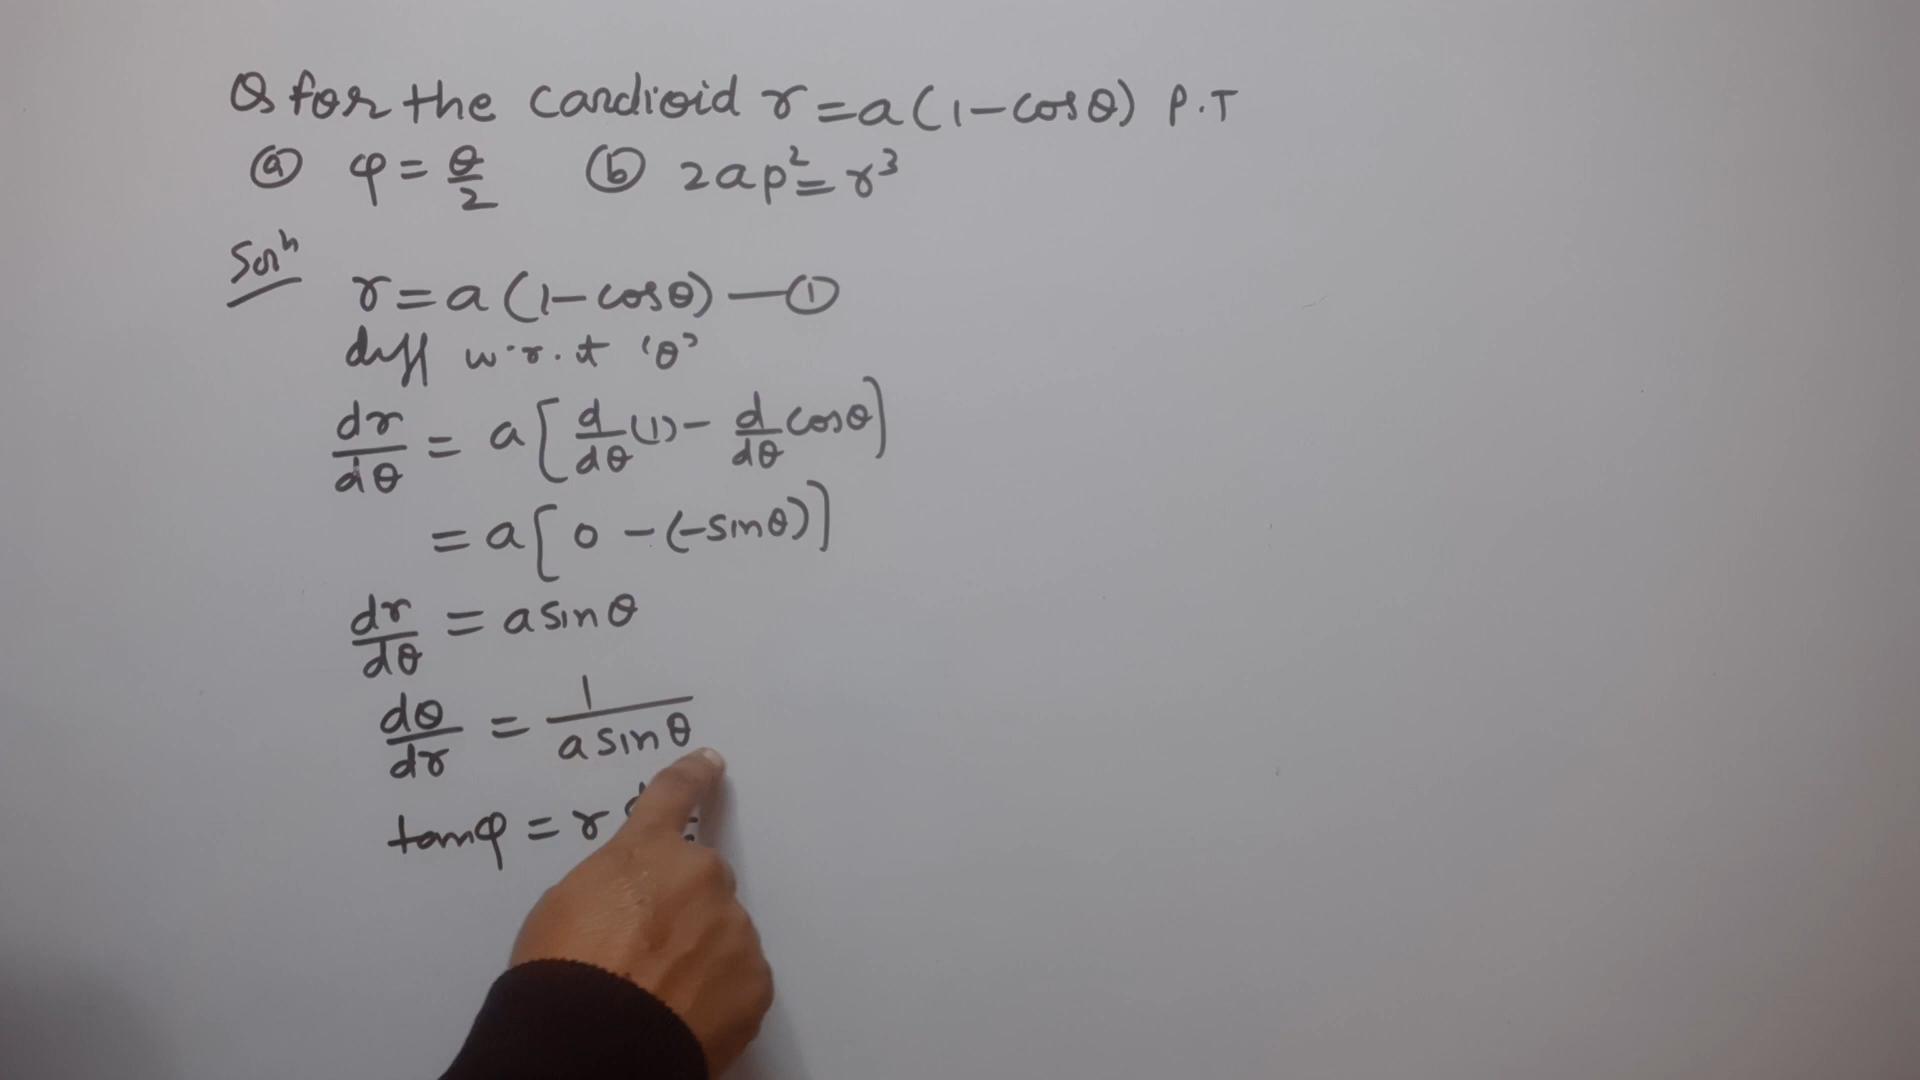 Q for the cardioid r=a(1-cosθ) P.T
ⓐ φ=θ/2 ⓑ 2ap²=r³
Solⁿ
r=a(1-cosθ)—①
diff w.r.t 'θ'
dr/dθ = a[d/dθ(1)- d/dθ cosθ]
=a[0-(-sinθ)]
dr/dθ = a sinθ
dθ/dr = 1/(a sinθ)
tanφ = r